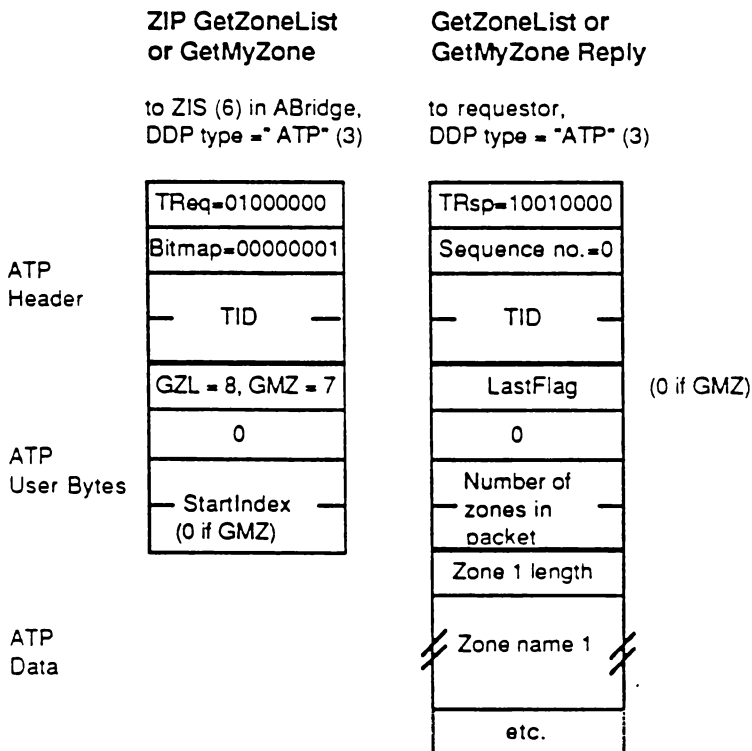 ZIP GetZoneList
or GetMyZone
to ZIS (6) in ABridge,
DDP type =" ATP" (3)
GetZoneList or
GetMyZone Reply
to requestor,
DDP type = "ATP" (3)
ATP
Header
TReq=01000000
Bitmap=00000001
TID
TRsp=10010000
Sequence no.=0
TID
ATP
User Bytes
GZL = 8, GMZ = 7
0
StartIndex
(0 if GMZ)
LastFlag
(0 if GMZ)
0
Number of
zones in
packet
ATP
Data
Zone 1 length
Zone name 1
etc.